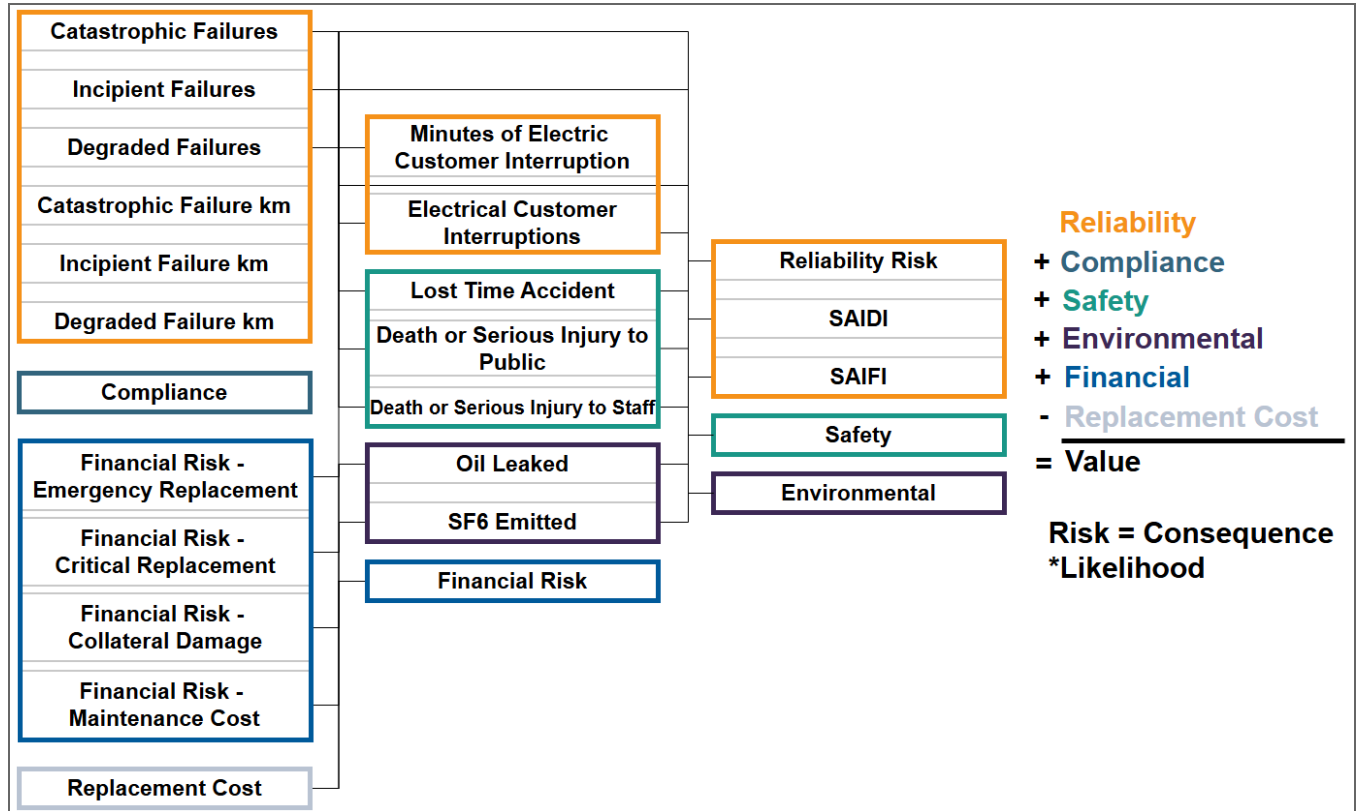 Catastrophic Failures
Incipient Failures
Degraded Failures
Catastrophic Failure km
Incipient Failure km
Degraded Failure km
Compliance
Financial Risk -
Emergency Replacement
Financial Risk -
Critical Replacement
Financial Risk -
Collateral Damage
Financial Risk -
Maintenance Cost
Replacement Cost
Minutes of Electric
Customer Interruption
Electrical Customer
Interruptions
Lost Time Accident
Death or Serious Injury to
Public
Death or Serious Injury to Staff
Oil Leaked
SF6 Emitted
Financial Risk
Reliability Risk
SAIDI
SAIFI
Safety
Environmental
Reliability
+ Compliance
+ Safety
+ Environmental
+ Financial
- Replacement Cost
= Value
Risk = Consequence
*Likelihood